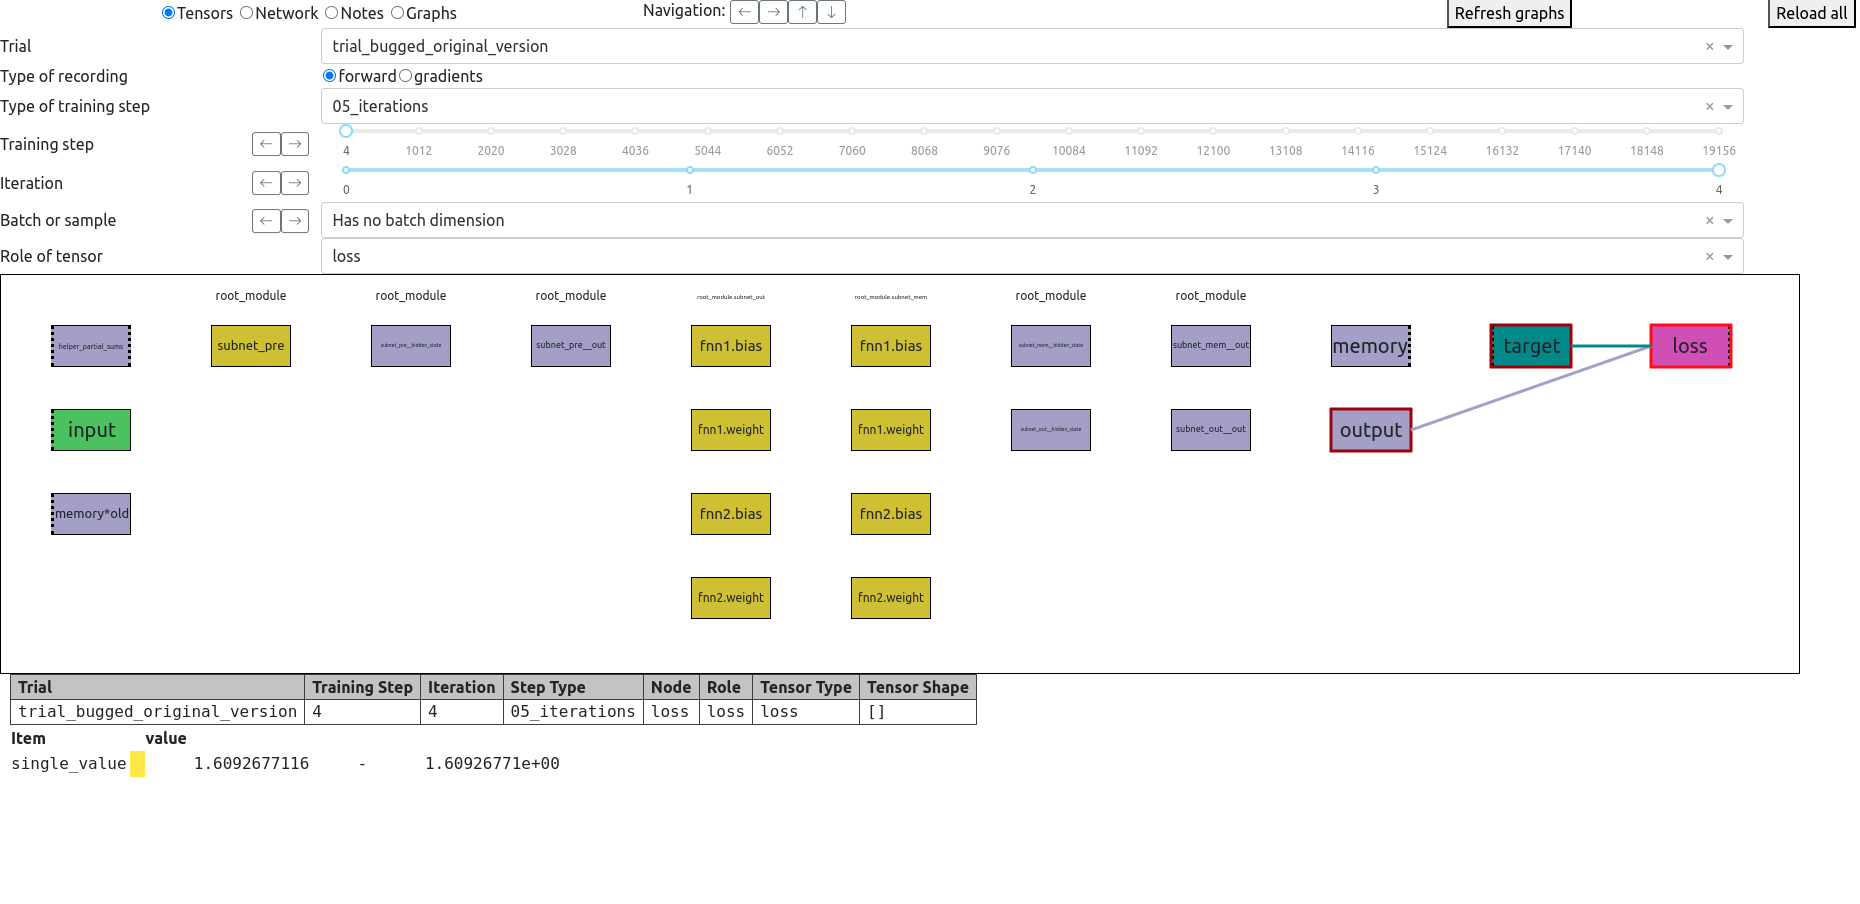 Tensors Network Notes Graphs Navigation: ← → ↑ ↓ Refresh graphs Reload all
Trial trial_bugged_original_version ×
Type of recording forward gradients
Type of training step 05_iterations ×
Training step ← →
4 1012 2020 3028 4036 5044 6052 7060 8068 9076 10084 11092 12100 13108 14116 15124 16132 17140 18148 19156
Iteration ← →
0 1 2 3 4
Batch or sample ← → Has no batch dimension ×
Role of tensor loss ×
root_module root_module root_module root_module.subnet_out root_module.subnet_mem root_module root_module
helper_partial_sums subnet_pre subnet_pre__hidden_state subnet_pre__out fnn1.bias fnn1.bias subnet_mem__hidden_state subnet_mem__out memory target loss
input fnn1.weight fnn1.weight subnet_out__hidden_state subnet_out__out output
memory*old fnn2.bias fnn2.bias
fnn2.weight fnn2.weight
Trial Training Step Iteration Step Type Node Role Tensor Type Tensor Shape
trial_bugged_original_version 4 4 05_iterations loss loss loss []
Item value
single_value 1.6092677116 - 1.60926771e+00